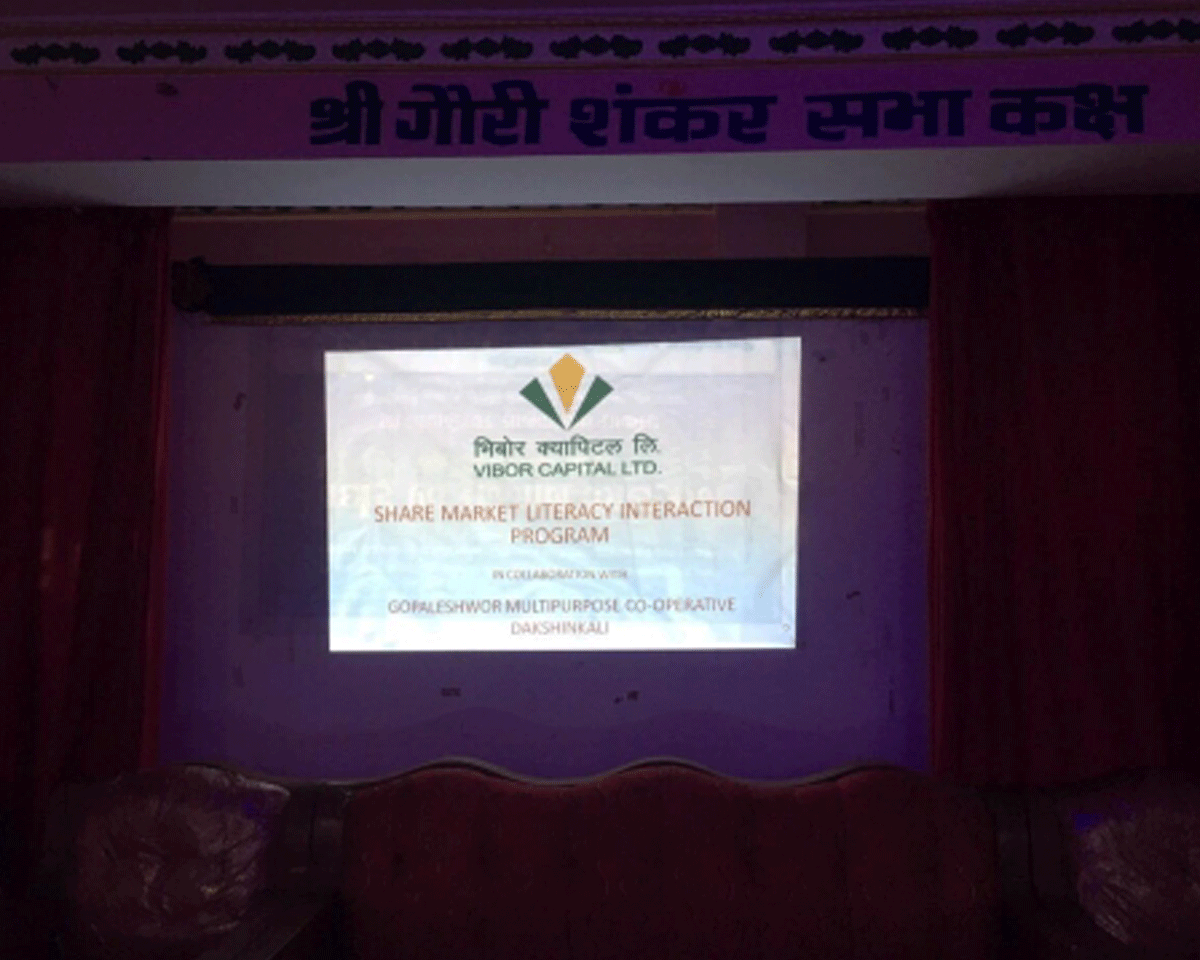 श्री गौरी शंकर सभा कक्ष
भिबोर क्यापिटल लि.
VIBOR CAPITAL LTD.
SHARE MARKET LITERACY INTERACTION
PROGRAM
IN COLLABORATION WITH
GOPALESHWOR MULTIPURPOSE CO-OPERATIVE
DAKSHINKALI